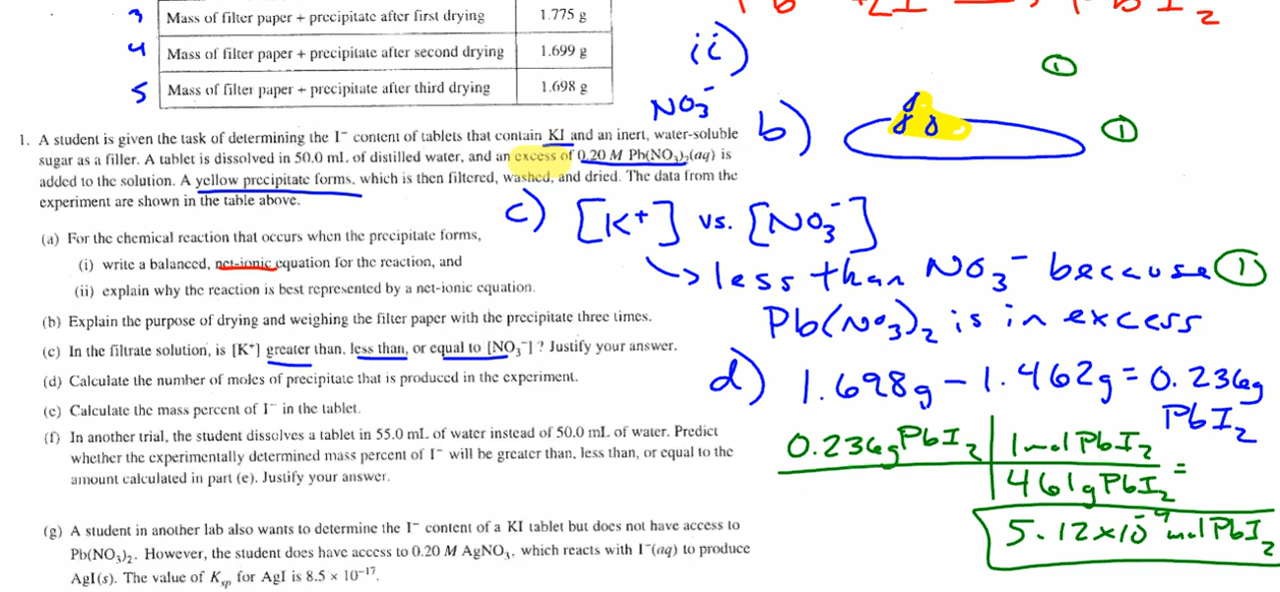 Pb + 2I → PbI2
3 Mass of filter paper + precipitate after first drying 1.775 g
4 Mass of filter paper + precipitate after second drying 1.699 g
5 Mass of filter paper + precipitate after third drying 1.698 g
ii)
①
NO3⁻
b)
①
1. A student is given the task of determining the I⁻ content of tablets that contain KI and an inert, water-soluble
sugar as a filler. A tablet is dissolved in 50.0 mL of distilled water, and an excess of 0.20 M Pb(NO3)2(aq) is
added to the solution. A yellow precipitate forms, which is then filtered, washed, and dried. The data from the
experiment are shown in the table above.
c) [K⁺] vs. [NO3⁻]
↳ less than NO3⁻ because ①
Pb(NO3)2 is in excess
(a) For the chemical reaction that occurs when the precipitate forms,
(i) write a balanced, net-ionic equation for the reaction, and
(ii) explain why the reaction is best represented by a net-ionic equation.
(b) Explain the purpose of drying and weighing the filter paper with the precipitate three times.
(c) In the filtrate solution, is [K⁺] greater than, less than, or equal to [NO3⁻] ? Justify your answer.
(d) Calculate the number of moles of precipitate that is produced in the experiment.
(e) Calculate the mass percent of I⁻ in the tablet.
(f) In another trial, the student dissolves a tablet in 55.0 mL of water instead of 50.0 mL of water. Predict
whether the experimentally determined mass percent of I⁻ will be greater than, less than, or equal to the
amount calculated in part (e). Justify your answer.
d) 1.698g – 1.462g = 0.236g
PbI2
0.236g PbI2 | 1 mol PbI2
461g PbI2 =
5.12 x 10⁻⁴ mol PbI2
(g) A student in another lab also wants to determine the I⁻ content of a KI tablet but does not have access to
Pb(NO3)2. However, the student does have access to 0.20 M AgNO3, which reacts with I⁻(aq) to produce
AgI(s). The value of Ksp for AgI is 8.5 × 10⁻¹⁷.